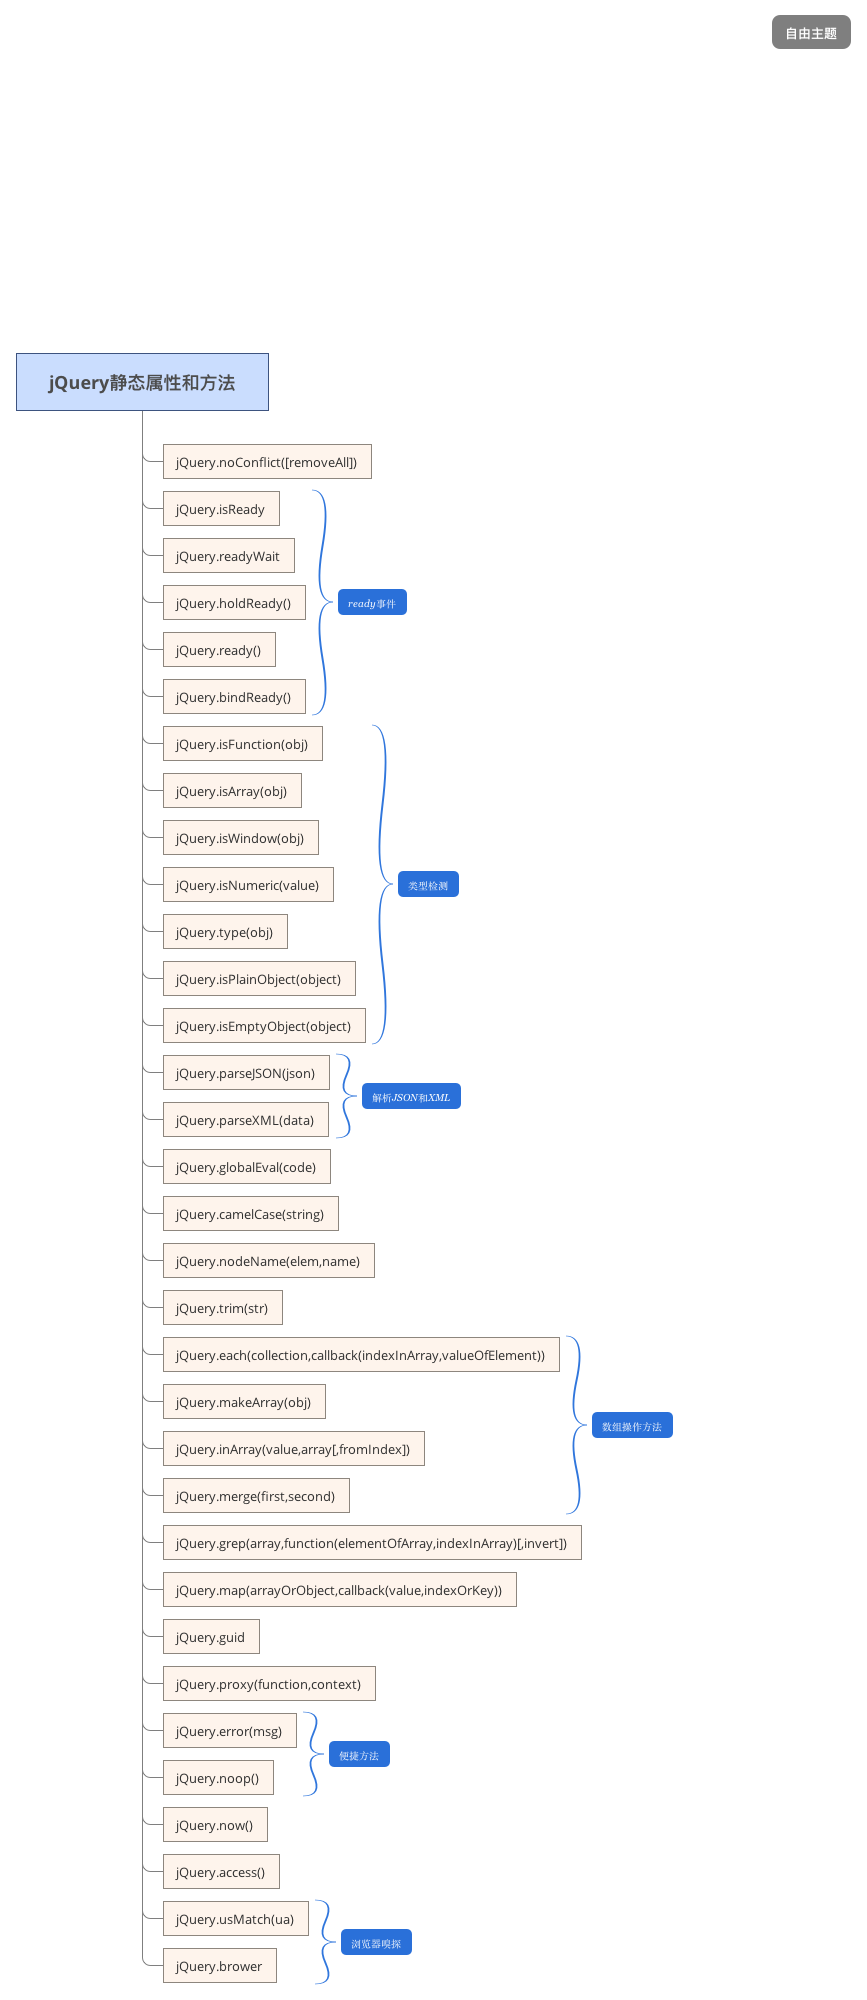 自由主题
jQuery静态属性和方法
jQuery.noConflict([removeAll])
jQuery.isReady
jQuery.readyWait
jQuery.holdReady()
ready事件
jQuery.ready()
jQuery.bindReady()
jQuery.isFunction(obj)
jQuery.isArray(obj)
jQuery.isWindow(obj)
jQuery.isNumeric(value)
类型检测
jQuery.type(obj)
jQuery.isPlainObject(object)
jQuery.isEmptyObject(object)
jQuery.parseJSON(json)
解析JSON和XML
jQuery.parseXML(data)
jQuery.globalEval(code)
jQuery.camelCase(string)
jQuery.nodeName(elem,name)
jQuery.trim(str)
jQuery.each(collection,callback(indexInArray,valueOfElement))
jQuery.makeArray(obj)
数组操作方法
jQuery.inArray(value,array[,fromIndex])
jQuery.merge(first,second)
jQuery.grep(array,function(elementOfArray,indexInArray)[,invert])
jQuery.map(arrayOrObject,callback(value,indexOrKey))
jQuery.guid
jQuery.proxy(function,context)
jQuery.error(msg)
便捷方法
jQuery.noop()
jQuery.now()
jQuery.access()
jQuery.usMatch(ua)
浏览器嗅探
jQuery.brower